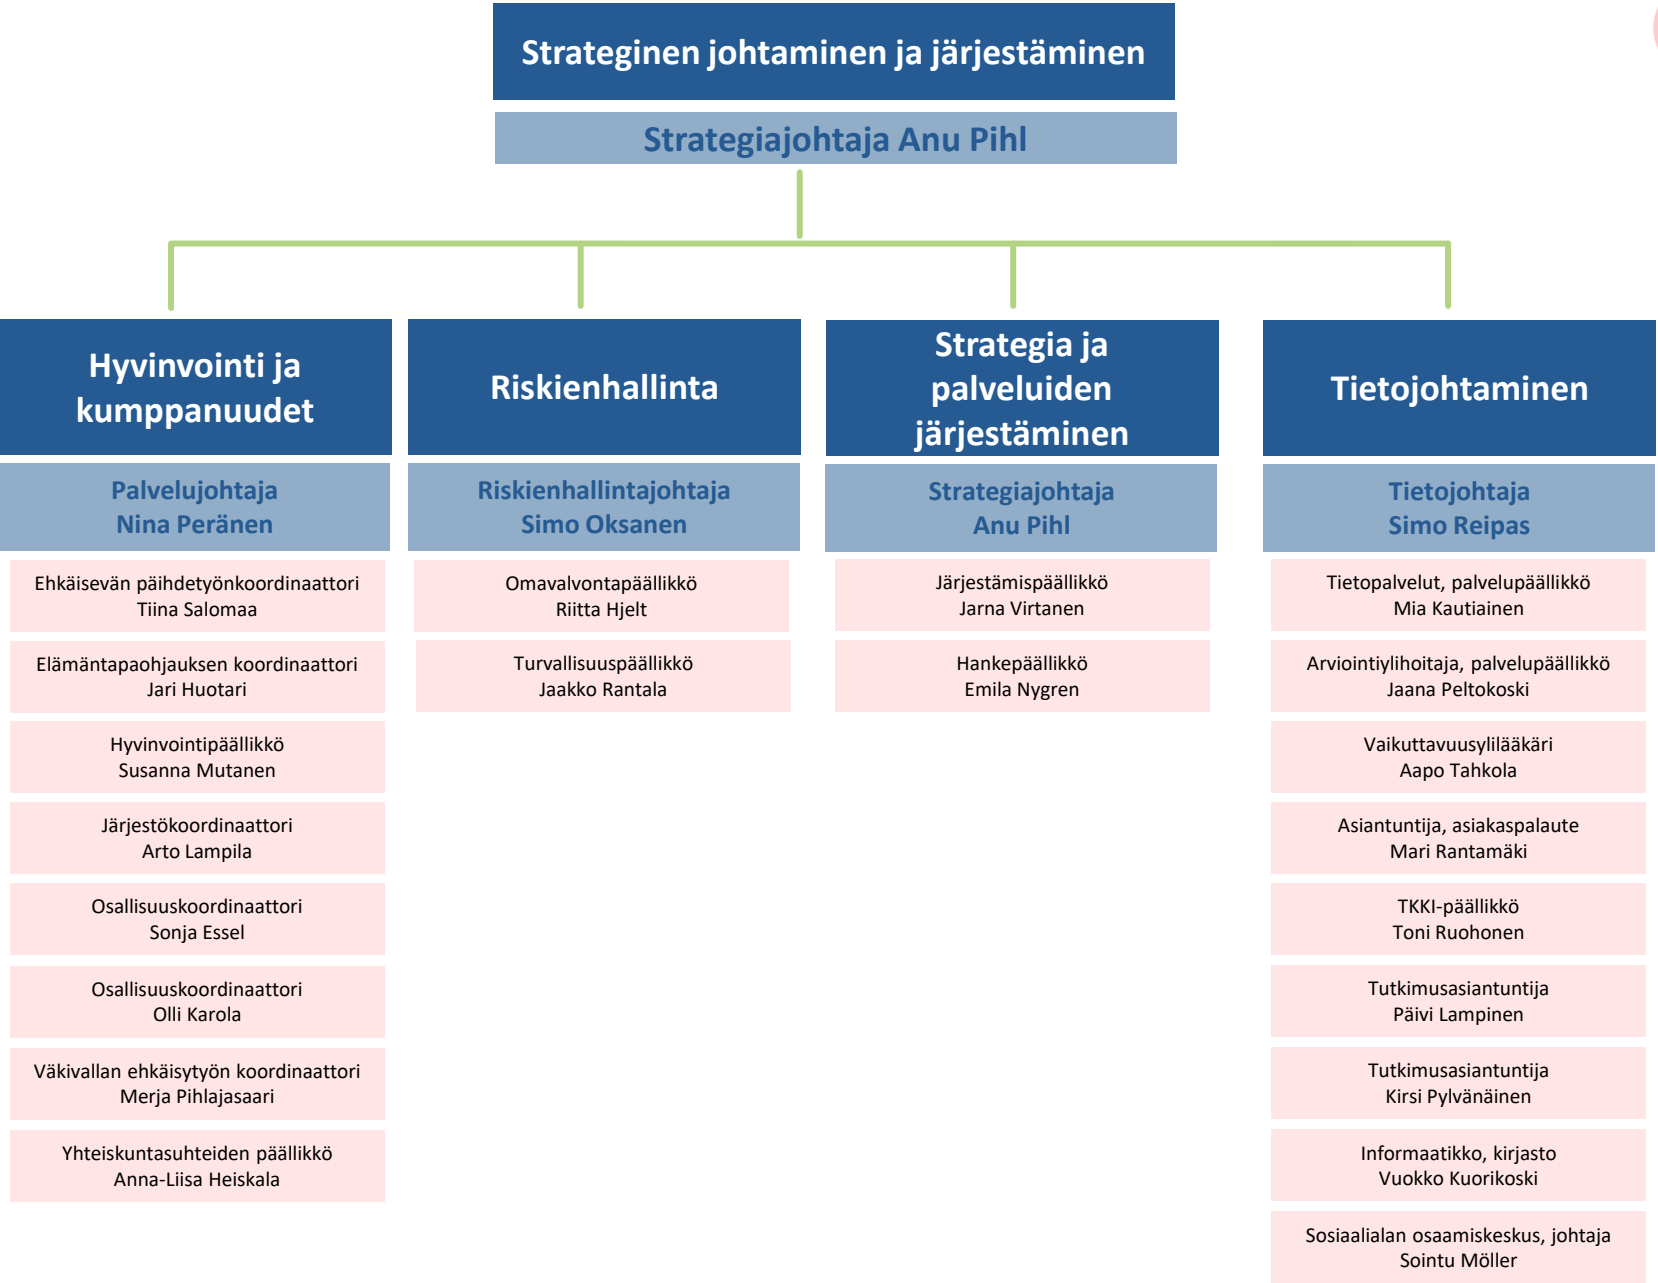 Strateginen johtaminen ja järjestäminen
Strategiajohtaja Anu Pihl
Hyvinvointi ja
kumppanuudet
Palvelujohtaja
Nina Peränen
Ehkäisevän päihdetyönkoordinaattori
Tiina Salomaa
Elämäntapaohjauksen koordinaattori
Jari Huotari
Hyvinvointipäällikkö
Susanna Mutanen
Järjestökoordinaattori
Arto Lampila
Osallisuuskoordinaattori
Sonja Essel
Osallisuuskoordinaattori
Olli Karola
Väkivallan ehkäisytyön koordinaattori
Merja Pihlajasaari
Yhteiskuntasuhteiden päällikkö
Anna-Liisa Heiskala
Riskienhallinta
Riskienhallintajohtaja
Simo Oksanen
Omavalvontapäällikkö
Riitta Hjelt
Turvallisuuspäällikkö
Jaakko Rantala
Strategia ja
palveluiden
järjestäminen
Strategiajohtaja
Anu Pihl
Järjestämispäällikkö
Jarna Virtanen
Hankepäällikkö
Emila Nygren
Tietojohtaminen
Tietojohtaja
Simo Reipas
Tietopalvelut, palvelupäällikkö
Mia Kautiainen
Arviointiylihoitaja, palvelupäällikkö
Jaana Peltokoski
Vaikuttavuusylilääkäri
Aapo Tahkola
Asiantuntija, asiakaspalaute
Mari Rantamäki
TKKI-päällikkö
Toni Ruohonen
Tutkimusasiantuntija
Päivi Lampinen
Tutkimusasiantuntija
Kirsi Pylvänäinen
Informaatikko, kirjasto
Vuokko Kuorikoski
Sosiaalialan osaamiskeskus, johtaja
Sointu Möller